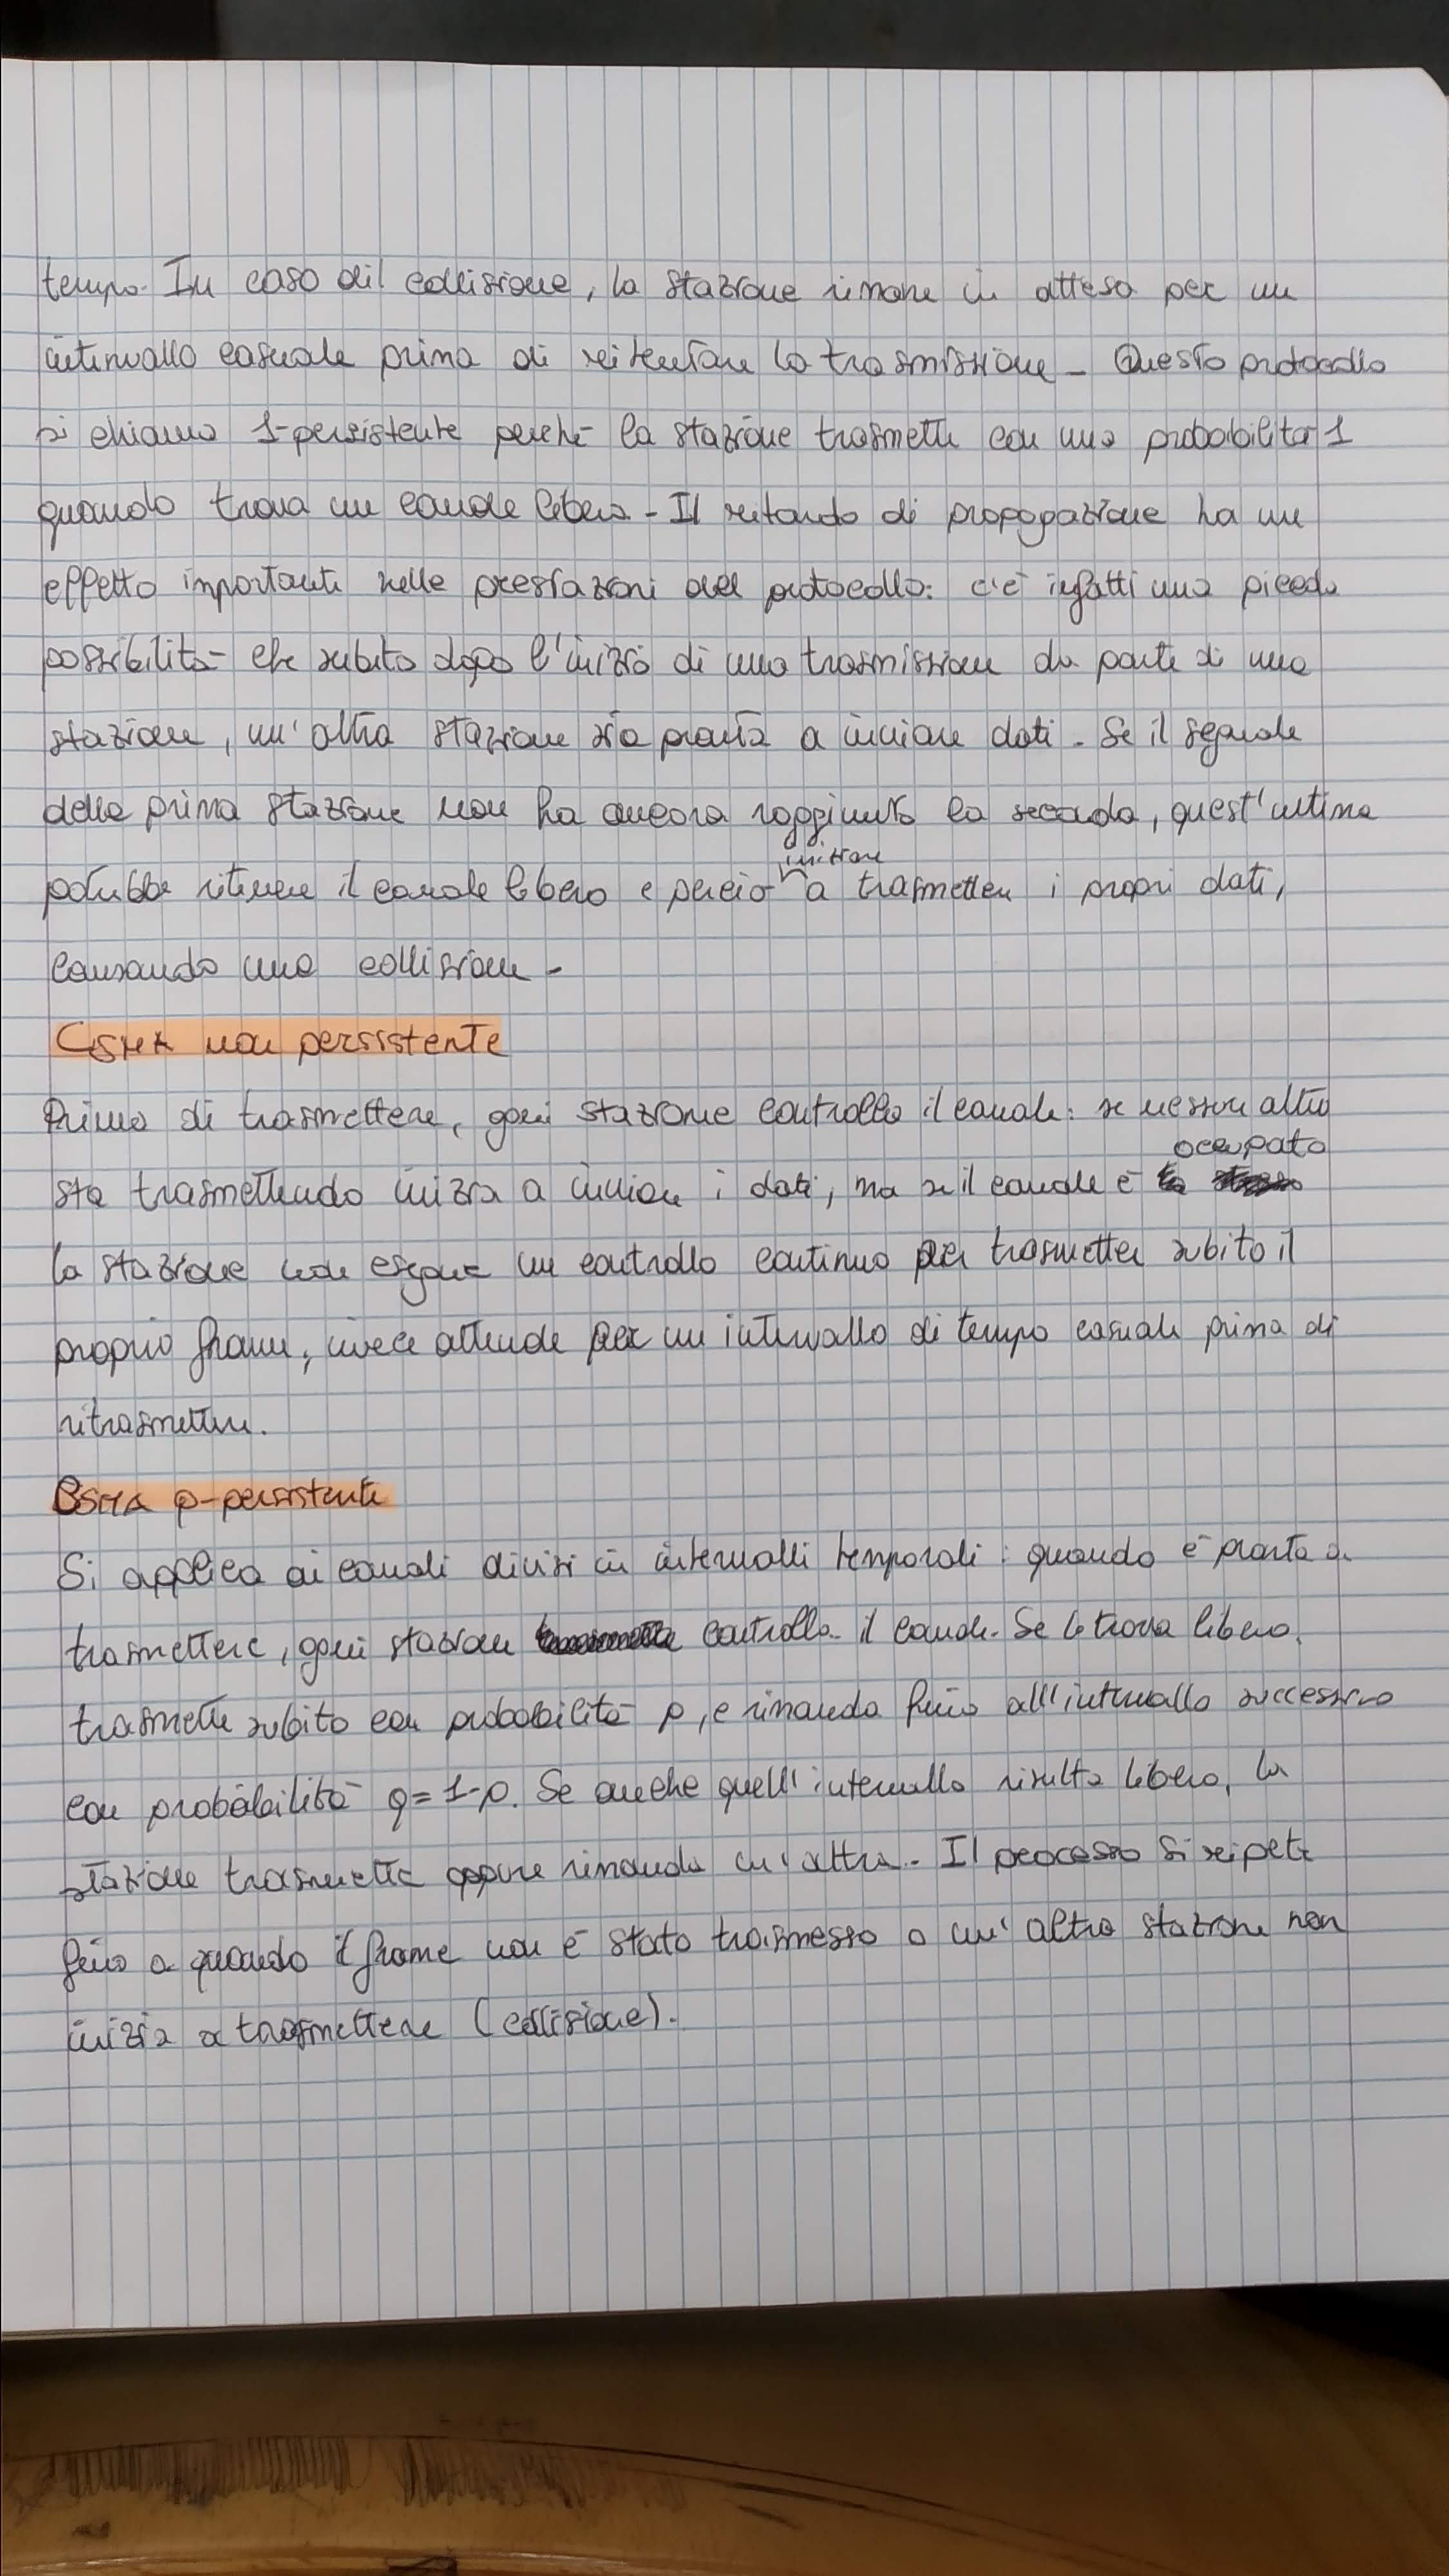 tempo. In caso dil collisione, la stazione rimane in attesa per un
intervallo casuale prima di ritentare la trasmissione - Questo protocollo
si chiama 1-persistente perché la stazione trasmette con una probabilità 1
quando trova un canale libero - Il ritardo di propagazione ha un
effetto importante nelle prestazioni del protocollo: c'è infatti una piccola
possibilità che subito dopo l'inizio di una trasmissione da parte di una
stazione, un'altra stazione sia pronta a inviare dati. Se il segnale
della prima stazione non ha ancora raggiunto la seconda, quest'ultima
iniziare
potrebbe ritenere il canale libero e perciò a trasmettere i propri dati,
causando una collisione -
CSMA non persistente
Prima di trasmettere, ogni stazione controlla il canale: se nessun altro
occupato
sta trasmettendo inizia a inviare i dati, ma se il canale è
la stazione non esegue un controllo continuo per trasmettere subito il
proprio frame, invece attende per un intervallo di tempo casuale prima di
ritrasmettere.
CSMA p-persistente
Si applica ai canali divisi in intervalli temporali: quando è pronta a
trasmettere, ogni stazione controlla il canale. Se lo trova libero,
trasmette subito con probabilità p, e rimanda fino all'intervallo successivo
con probabilità q=1-p. Se anche quell'intervallo risulta libero, la
stazione trasmette oppure rimanda un'altra. Il processo si ripete
fino a quando il frame non è stato trasmesso o un'altra stazione non
inizia a trasmettere (collisione).